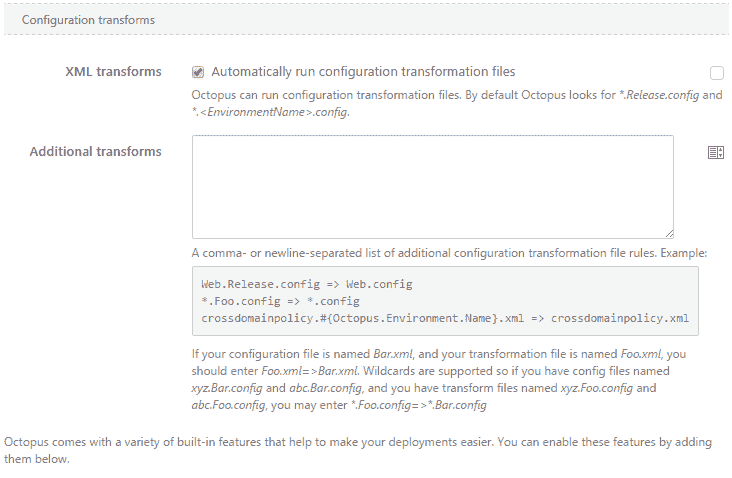 Configuration transforms
XML transforms
Automatically run configuration transformation files
Octopus can run configuration transformation files. By default Octopus looks for *.Release.config and
*.<EnvironmentName>.config.
Additional transforms
A comma- or newline-separated list of additional configuration transformation file rules. Example:
Web.Release.config => Web.config
*.Foo.config => *.config
crossdomainpolicy.#{Octopus.Environment.Name}.xml => crossdomainpolicy.xml
If your configuration file is named Bar.xml, and your transformation file is named Foo.xml, you
should enter Foo.xml=>Bar.xml. Wildcards are supported so if you have config files named
xyz.Bar.config and abc.Bar.config, and you have transform files named xyz.Foo.config and
abc.Foo.config, you may enter *.Foo.config=>*.Bar.config
Octopus comes with a variety of built-in features that help to make your deployments easier. You can enable these features by adding
them below.